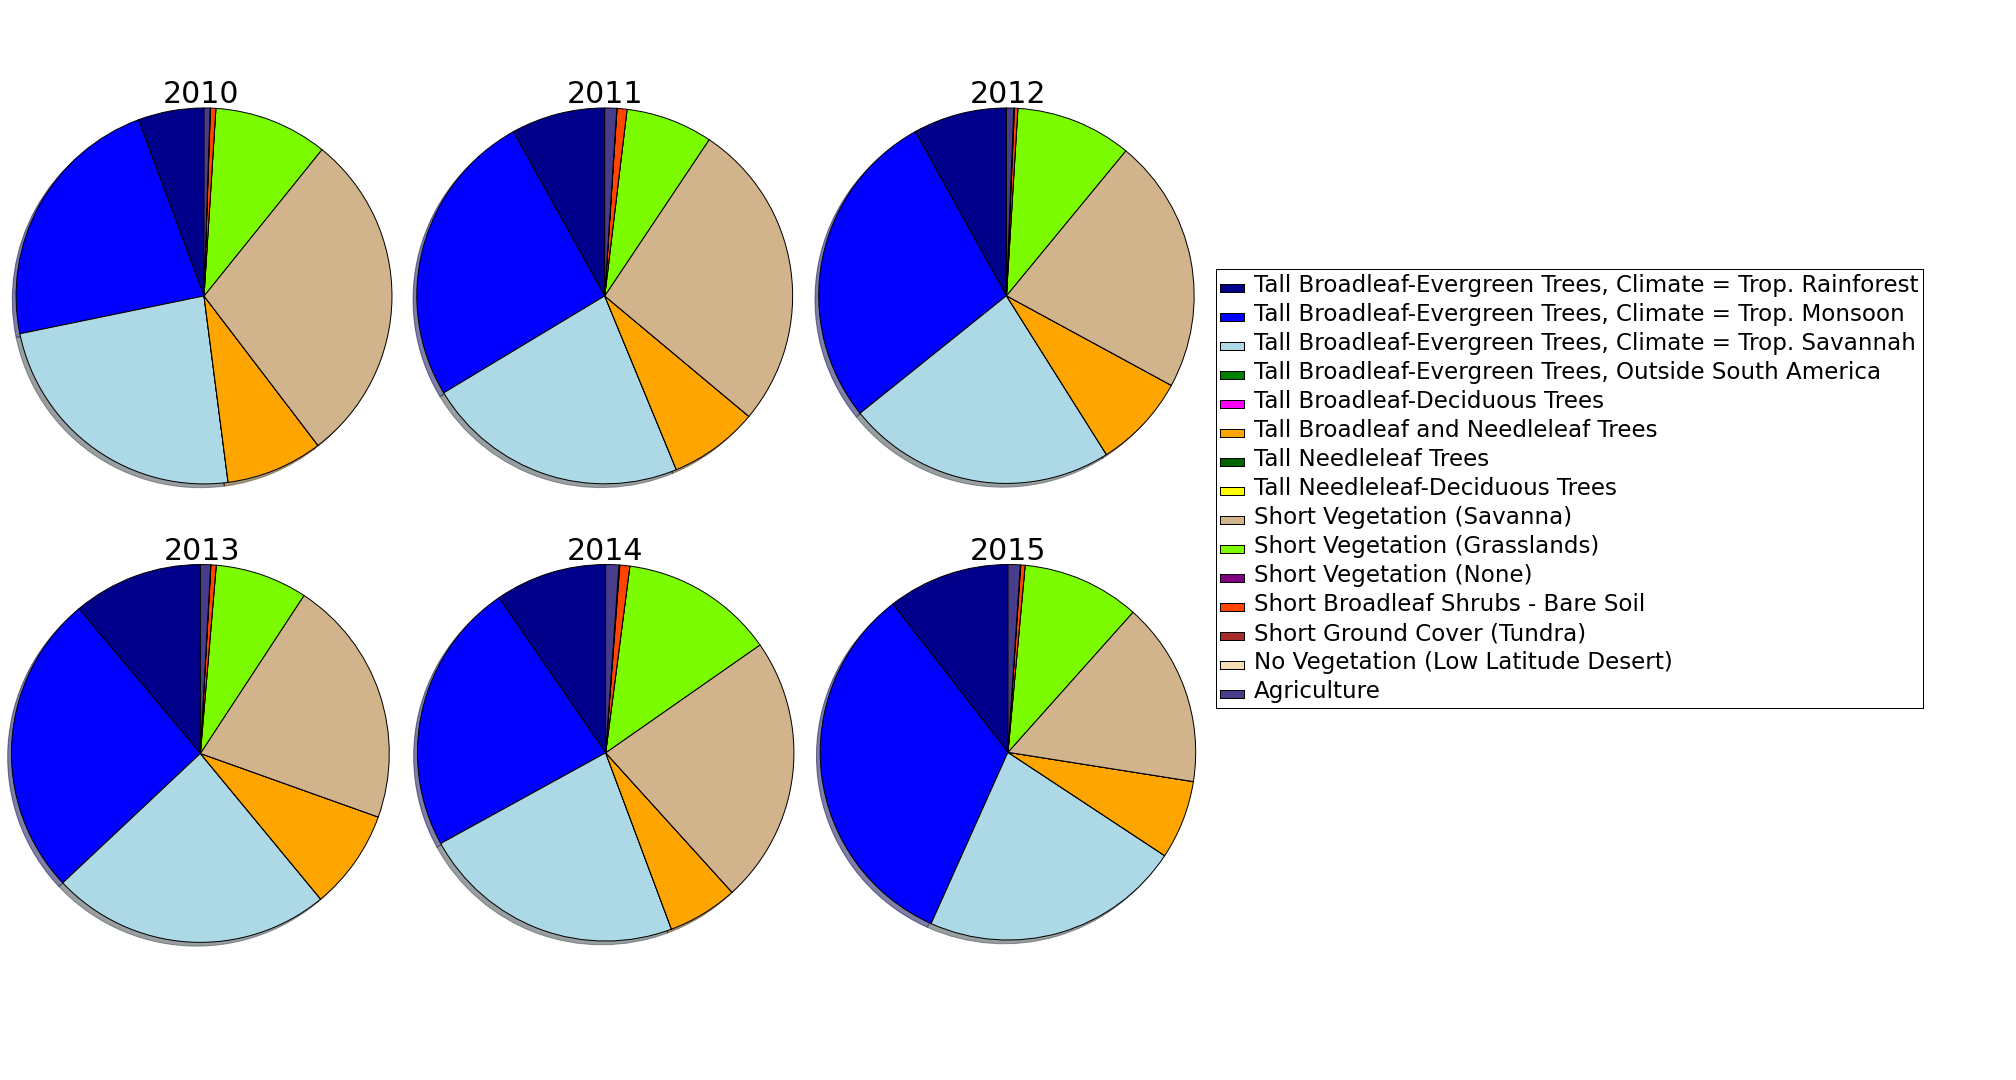 2010
2011
2012
2013
2014
2015
Tall Broadleaf-Evergreen Trees, Climate = Trop. Rainforest
Tall Broadleaf-Evergreen Trees, Climate = Trop. Monsoon
Tall Broadleaf-Evergreen Trees, Climate = Trop. Savannah
Tall Broadleaf-Evergreen Trees, Outside South America
Tall Broadleaf-Deciduous Trees
Tall Broadleaf and Needleleaf Trees
Tall Needleleaf Trees
Tall Needleleaf-Deciduous Trees
Short Vegetation (Savanna)
Short Vegetation (Grasslands)
Short Vegetation (None)
Short Broadleaf Shrubs - Bare Soil
Short Ground Cover (Tundra)
No Vegetation (Low Latitude Desert)
Agriculture